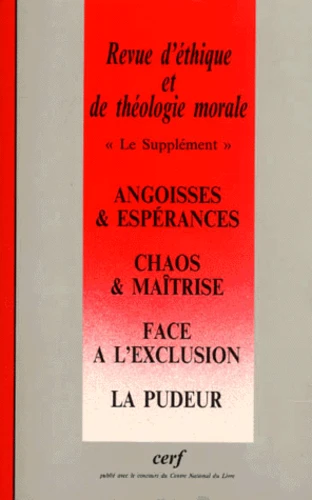 Revue d'éthique
et
de théologie morale
« Le Supplément »
ANGOISSES
& ESPÉRANCES
CHAOS
& MAÎTRISE
FACE
A L'EXCLUSION
LA PUDEUR
cerf
publié avec le concours du Centre National du Livre